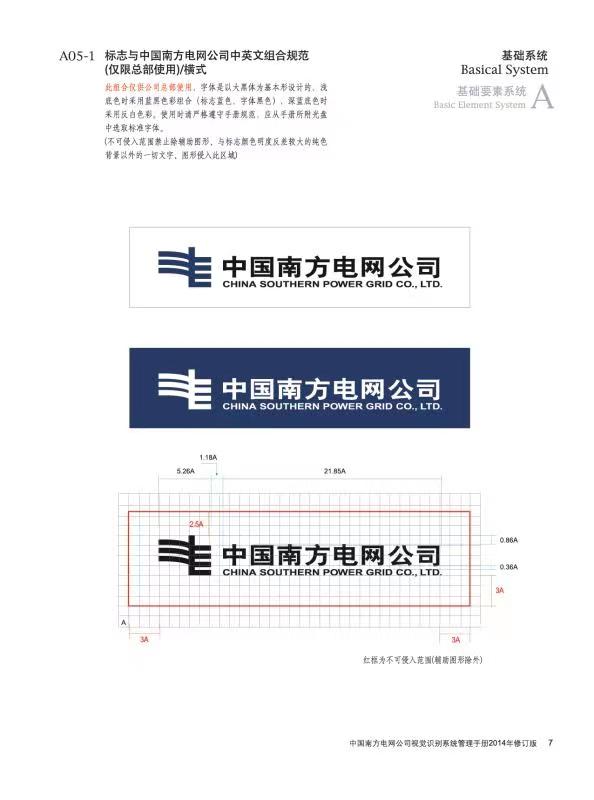 A05-1 标志与中国南方电网公司中英文组合规范
(仅限总部使用)/横式
基础系统
Basical System
基础要素系统
Basic Element System A
此组合仅供公司总部使用。字体是以大黑体为基本形设计的。浅
底色时采用蓝黑色彩组合（标志蓝色、字体黑色），深蓝底色时
采用反白色彩。使用时请严格遵守手册规范，应从手册所附光盘
中选取标准字体。
(不可侵入范围禁止除辅助图形、与标志颜色明度反差较大的纯色
背景以外的一切文字、图形侵入此区域)
中国南方电网公司
CHINA SOUTHERN POWER GRID CO., LTD.
中国南方电网公司
CHINA SOUTHERN POWER GRID CO., LTD.
1.18A
5.26A
21.85A
2.5A
0.86A
中国南方电网公司
CHINA SOUTHERN POWER GRID CO., LTD.
0.36A
3A
A
3A
3A
红框为不可侵入范围(辅助图形除外)
中国南方电网公司视觉识别系统管理手册2014年修订版 7